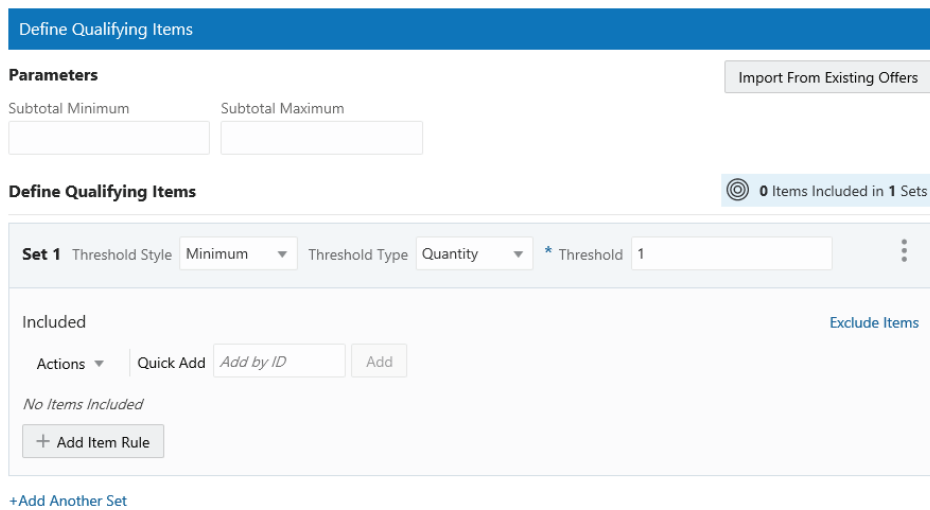 Define Qualifying Items
Parameters
Import From Existing Offers
Subtotal Minimum Subtotal Maximum
Define Qualifying Items
0 Items Included in 1 Sets
Set 1 Threshold Style Minimum Threshold Type Quantity * Threshold 1
Included
Exclude Items
Actions Quick Add Add by ID Add
No Items Included
+ Add Item Rule
+Add Another Set